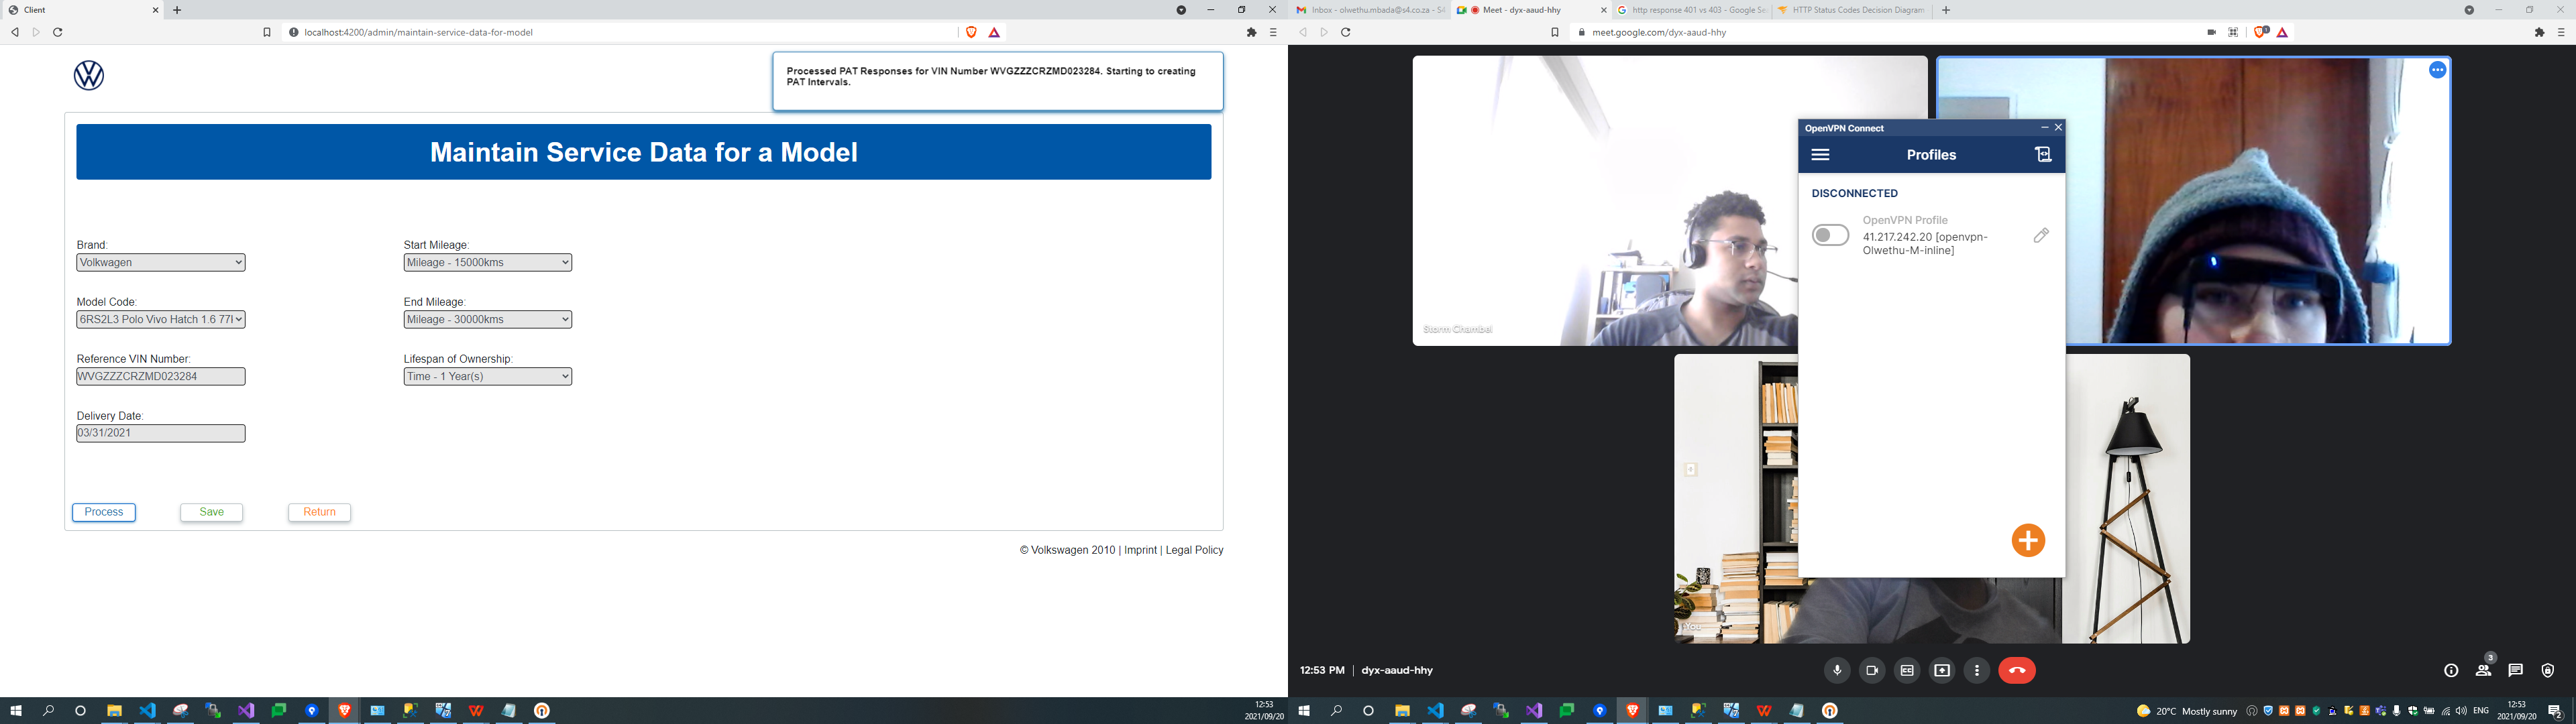 Client
localhost:4200/admin/maintain-service-data-for-model
Processed PAT Responses for VIN Number WVGZZZCRZMD023284. Starting to creating
PAT Intervals.
Maintain Service Data for a Model
Brand:
Volkwagen
Start Mileage:
Mileage - 15000kms
Model Code:
6RS2L3 Polo Vivo Hatch 1.6 77
End Mileage:
Mileage - 30000kms
Reference VIN Number:
WVGZZZCRZMD023284
Lifespan of Ownership:
Time - 1 Year(s)
Delivery Date:
03/31/2021
Process
Save
Return
© Volkswagen 2010 | Imprint | Legal Policy
12:53
2021/09/20
Inbox - olwethu.mbada@s4.co.za - S4
Meet - dyx-aaud-hhy
http response 401 vs 403 - Google Se
HTTP Status Codes Decision Diagram
meet.google.com/dyx-aaud-hhy
Storm Chambel
OpenVPN Connect
Profiles
DISCONNECTED
OpenVPN Profile
41.217.242.20 [openvpn-
Olwethu-M-inline]
You
12:53 PM | dyx-aaud-hhy
3
20°C Mostly sunny
ENG
12:53
2021/09/20
2